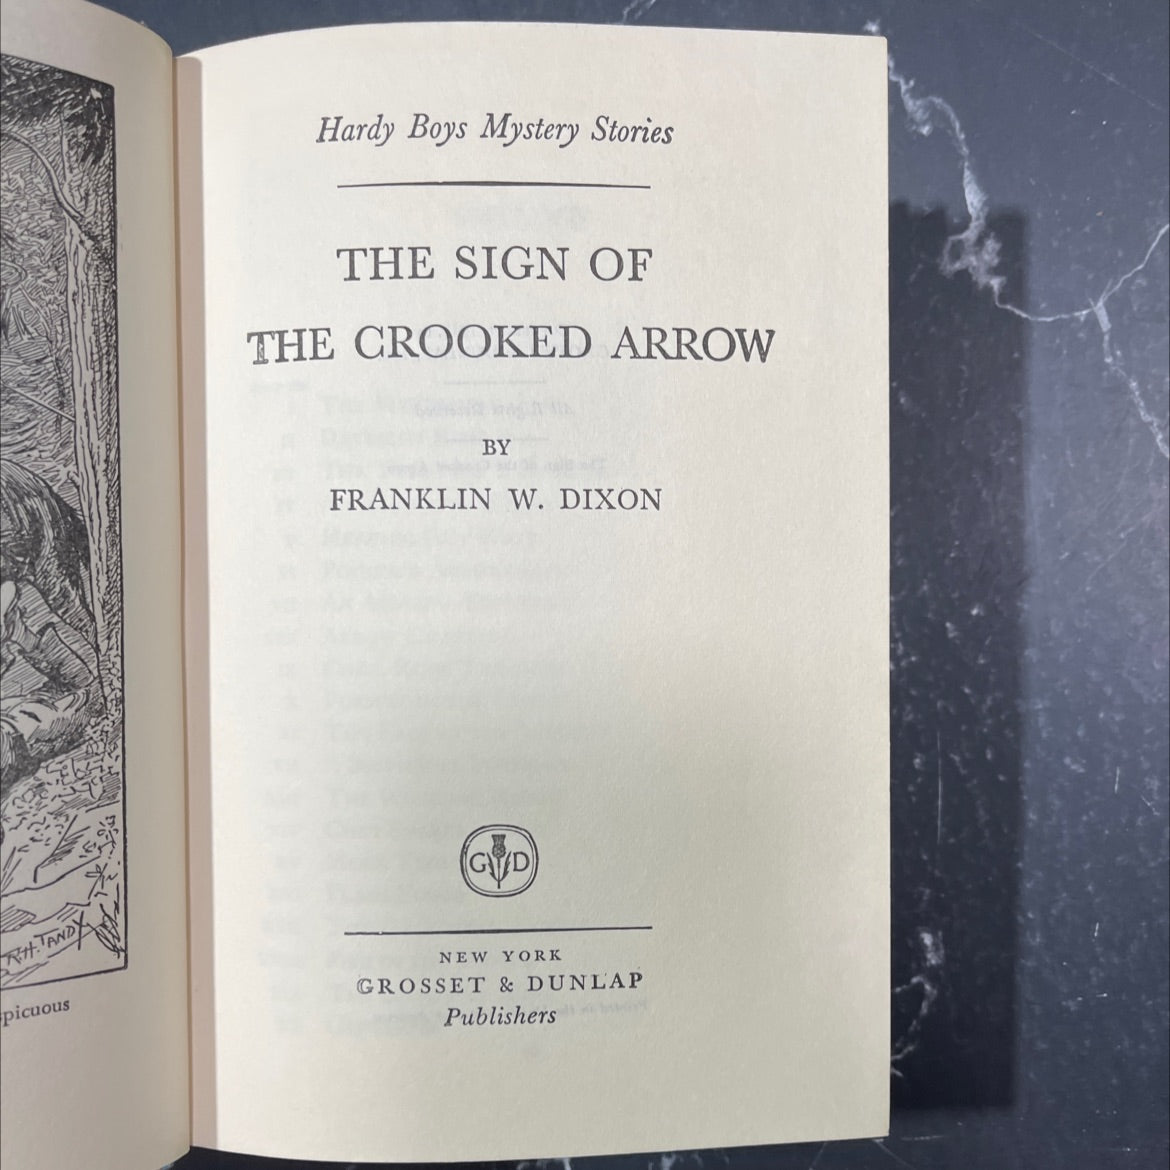 Hardy Boys Mystery Stories
THE SIGN OF
THE CROOKED ARROW
BY
FRANKLIN W. DIXON
G D
NEW YORK
GROSSET & DUNLAP
Publishers
R.H. TANDY
spicuous